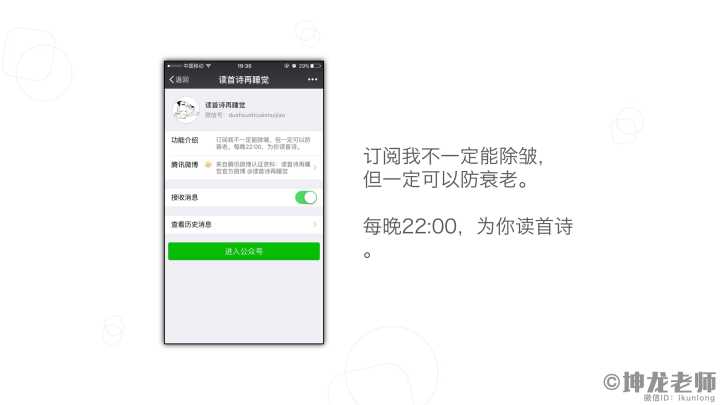 中国移动
19:36
29%
返回
读首诗再睡觉
读首诗再睡觉
微信号：dushoushizaishuijiao
功能介绍
订阅我不一定能除皱，但一定可以防
衰老。每晚22:00，为你读首诗。
腾讯微博
来自腾讯微博认证资料：读首诗再睡
觉官方微博 @读首诗再睡觉
接收消息
查看历史消息
进入公众号
订阅我不一定能除皱，
但一定可以防衰老。
每晚22:00，为你读首诗
。
©坤龙老师
微信ID：ikunlong